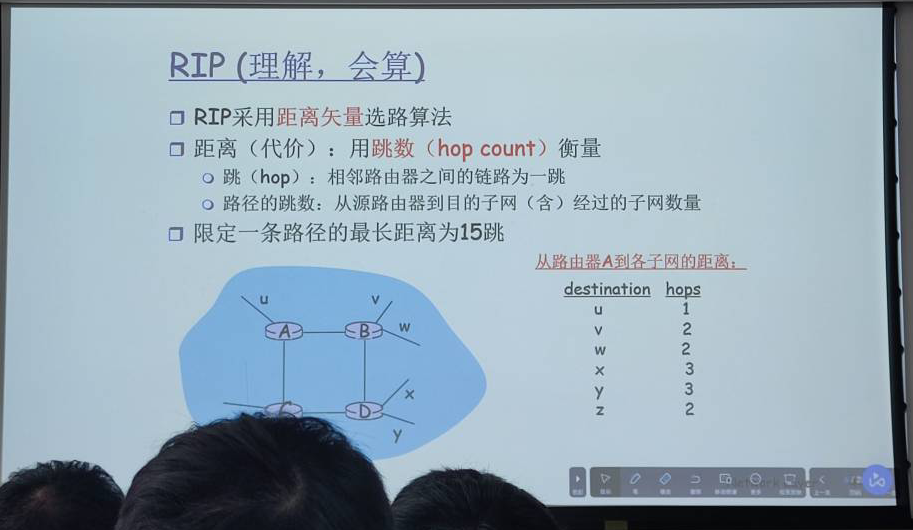 RIP (理解，会算)
RIP采用距离矢量选路算法
距离（代价）：用跳数（hop count）衡量
跳（hop）：相邻路由器之间的链路为一跳
路径的跳数：从源路由器到目的子网（含）经过的子网数量
限定一条路径的最长距离为15跳
从路由器A到各子网的距离：
destination hops
u 1
v 2
w 2
x 3
y 3
z 2
u
v
A
B
w
x
C
D
y